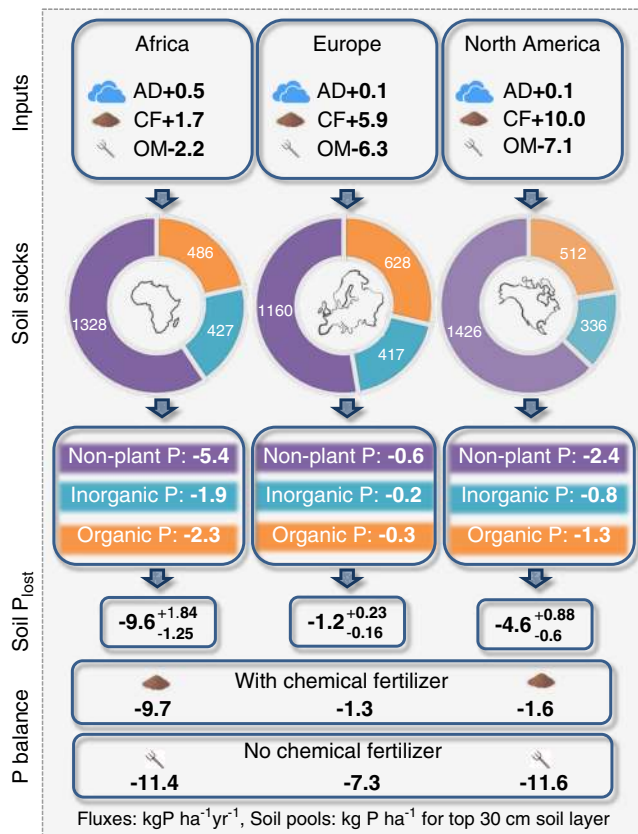 Africa
Europe
North America
Inputs
AD+0.5
AD+0.1
AD+0.1
CF+1.7
CF+5.9
CF+10.0
OM-2.2
OM-6.3
OM-7.1
Soil stocks
486
1328
427
628
1160
417
512
1426
336
Non-plant P: -5.4
Non-plant P: -0.6
Non-plant P: -2.4
Inorganic P: -1.9
Inorganic P: -0.2
Inorganic P: -0.8
Organic P: -2.3
Organic P: -0.3
Organic P: -1.3
Soil Plost
-9.6 +1.84 -1.25
-1.2 +0.23 -0.16
-4.6 +0.88 -0.6
P balance
With chemical fertilizer
-9.7 -1.3 -1.6
No chemical fertilizer
-11.4 -7.3 -11.6
Fluxes: kgP ha⁻¹yr⁻¹, Soil pools: kg P ha⁻¹ for top 30 cm soil layer